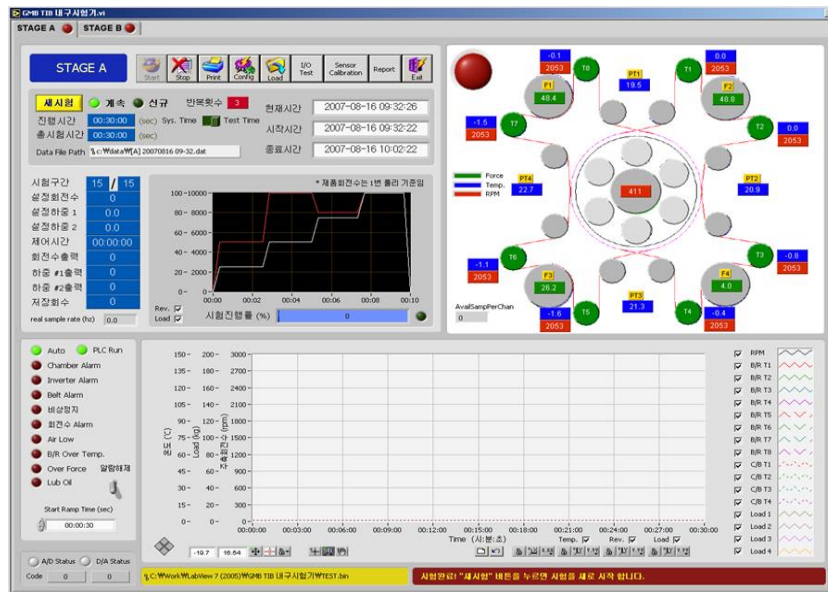 GMB TIB 내구시험기.vi
STAGE A STAGE B
STAGE A
Start Stop Print Config Load I/O Test Sensor Calibration Report Exit
새시험 계속 신규 반복횟수 3
진행시간 00:30:00 (sec) Sys. Time Test Time
총시험시간 00:30:00 (sec)
Data File Path c:₩data₩[A] 20070816 09-32.dat
현재시간 2007-08-16 09:32:26
시작시간 2007-08-16 09:32:22
종료시간 2007-08-16 10:02:22
시험구간 15 / 15
설정회전수 0
설정하중 1 0.0
설정하중 2 0.0
제어시간 00:00:00
회전수출력 0
하중 #1출력 0
하중 #2출력 0
저장회수 0
real sample rate (hz) 0.0
* 제품회전수는 1번 풀리 기준임
100 - 10000
80 - 8000
60 - 6000
40 - 4000
20 - 2000
0 - 0
00:00 00:02 00:04 00:06 00:08 00:10
Rev.
Load
시험진행률 (%) 0
-0.1 2053 T8
PT1 19.5
T1 0.0 2053
F1 48.4
F2 48.8
-1.5 2053 T7
T2 0.0 2053
Force
Temp.
RPM
PT4 22.7
411
PT2 20.9
-1.1 2053 T6
T3 -0.8 2053
F3 26.2
F4 4.0
-1.6 2053 T5
PT3 21.3
T4 -0.4 2053
AvailSampPerChan
0
Auto PLC Run
Chamber Alarm
Inverter Alarm
Belt Alarm
비상정지
회전수 Alarm
Air Low
B/R Over Temp.
Over Force 알람해제
Lub Oil
Start Ramp Time (sec)
00:00:30
A/D Status D/A Status
Code 0 0
온도 (℃) Load (kg) 주축회전수 (rpm)
150 - 200 - 3000
135 - 180 - 2700
120 - 160 - 2400
105 - 140 - 2100
90 - 120 - 1800
75 - 100 - 1500
60 - 80 - 1200
45 - 60 - 900
30 - 40 - 600
15 - 20 - 300
0 - 0 - 0
00:00:00 00:03:00 00:06:00 00:09:00 00:12:00 00:15:00 00:18:00 00:21:00 00:24:00 00:27:00 00:30:00
Time (시:분:초) Temp. Rev. Load
-19.7 16.64
RPM
B/R T1
B/R T2
B/R T3
B/R T4
B/R T5
B/R T6
B/R T7
B/R T8
C/B T1
C/B T2
C/B T3
C/B T4
Load 1
Load 2
Load 3
Load 4
C:₩Work₩LabView 7 (2005)₩GMB TIB 내구시험기₩TEST.bin
시험완료! "새시험" 버튼을 누르면 시험을 새로 시작 합니다.